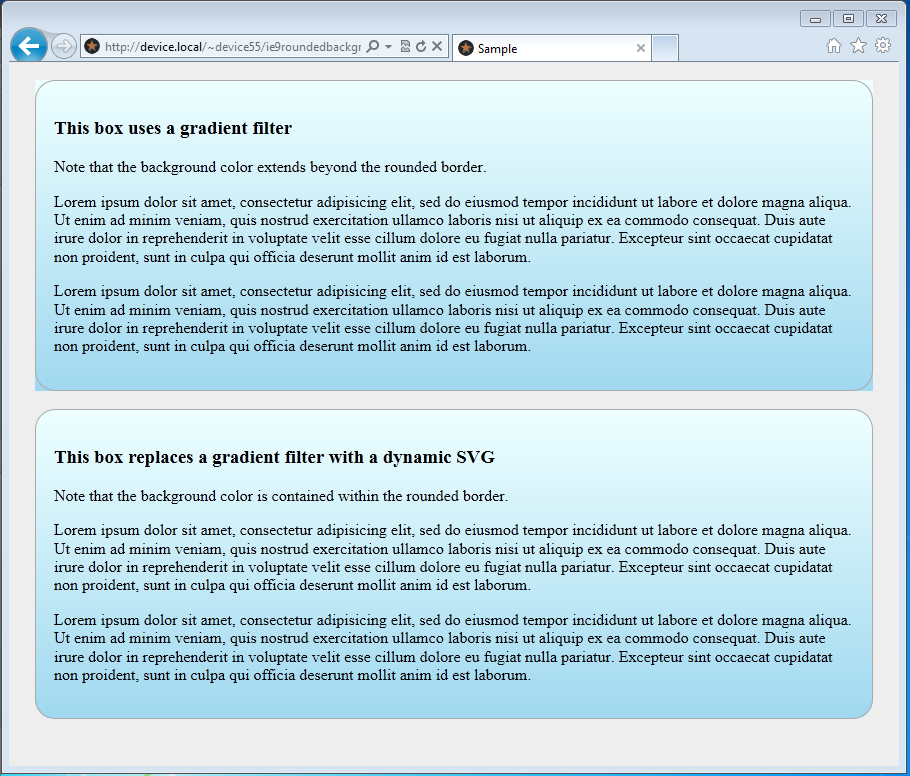 http://device.local/~device55/ie9roundedbackgr
Sample
This box uses a gradient filter
Note that the background color extends beyond the rounded border.
Lorem ipsum dolor sit amet, consectetur adipisicing elit, sed do eiusmod tempor incididunt ut labore et dolore magna aliqua.
Ut enim ad minim veniam, quis nostrud exercitation ullamco laboris nisi ut aliquip ex ea commodo consequat. Duis aute
irure dolor in reprehenderit in voluptate velit esse cillum dolore eu fugiat nulla pariatur. Excepteur sint occaecat cupidatat
non proident, sunt in culpa qui officia deserunt mollit anim id est laborum.
Lorem ipsum dolor sit amet, consectetur adipisicing elit, sed do eiusmod tempor incididunt ut labore et dolore magna aliqua.
Ut enim ad minim veniam, quis nostrud exercitation ullamco laboris nisi ut aliquip ex ea commodo consequat. Duis aute
irure dolor in reprehenderit in voluptate velit esse cillum dolore eu fugiat nulla pariatur. Excepteur sint occaecat cupidatat
non proident, sunt in culpa qui officia deserunt mollit anim id est laborum.
This box replaces a gradient filter with a dynamic SVG
Note that the background color is contained within the rounded border.
Lorem ipsum dolor sit amet, consectetur adipisicing elit, sed do eiusmod tempor incididunt ut labore et dolore magna aliqua.
Ut enim ad minim veniam, quis nostrud exercitation ullamco laboris nisi ut aliquip ex ea commodo consequat. Duis aute
irure dolor in reprehenderit in voluptate velit esse cillum dolore eu fugiat nulla pariatur. Excepteur sint occaecat cupidatat
non proident, sunt in culpa qui officia deserunt mollit anim id est laborum.
Lorem ipsum dolor sit amet, consectetur adipisicing elit, sed do eiusmod tempor incididunt ut labore et dolore magna aliqua.
Ut enim ad minim veniam, quis nostrud exercitation ullamco laboris nisi ut aliquip ex ea commodo consequat. Duis aute
irure dolor in reprehenderit in voluptate velit esse cillum dolore eu fugiat nulla pariatur. Excepteur sint occaecat cupidatat
non proident, sunt in culpa qui officia deserunt mollit anim id est laborum.